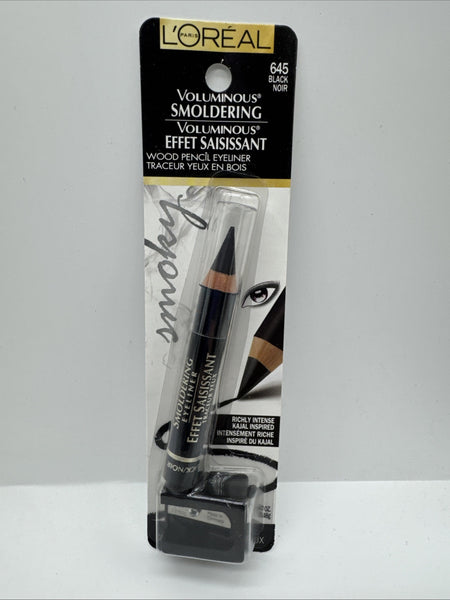 L'ORÉAL
PARIS
645
BLACK
NOIR
VOLUMINOUS®
SMOLDERING
VOLUMINOUS®
EFFET SAISISSANT
WOOD PENCIL EYELINER
TRACEUR YEUX EN BOIS
smoky
SMOLDERING
EYELINER
EFFET SAISISSANT
RICHLY INTENSE
KAJAL INSPIRED
INTENSÉMENT RICHE
INSPIRÉ DU KAJAL